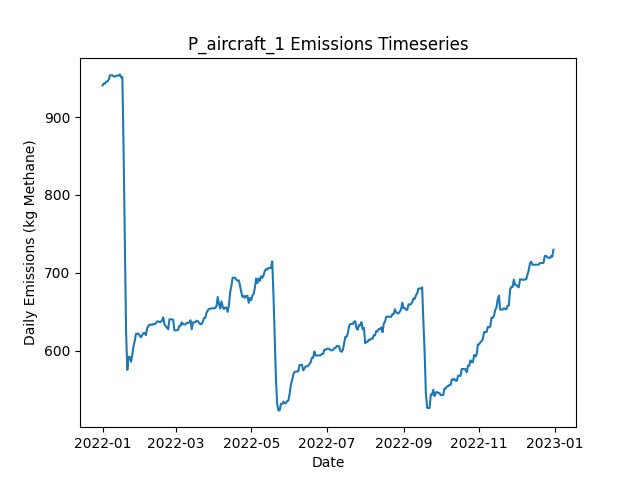 P_aircraft_1 Emissions Timeseries
Daily Emissions (kg Methane)
900
800
700
600
2022-01 2022-03 2022-05 2022-07 2022-09 2022-11 2023-01
Date